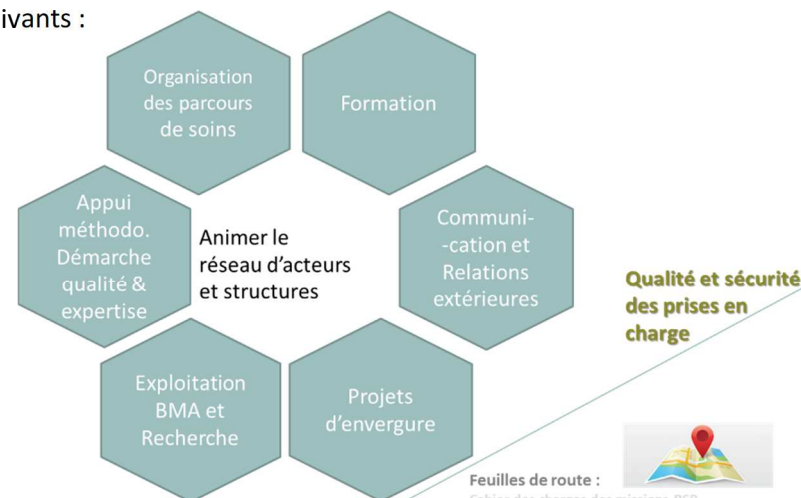 ivants :
Organisation
des parcours
de soins
Formation
Appui
méthodo.
Démarche
qualité &
expertise
Animer le
réseau d'acteurs
et structures
Communi-
-cation et
Relations
extérieures
Qualité et sécurité
des prises en
charge
Exploitation
BMA et
Recherche
Projets
d'envergure
Feuilles de route :